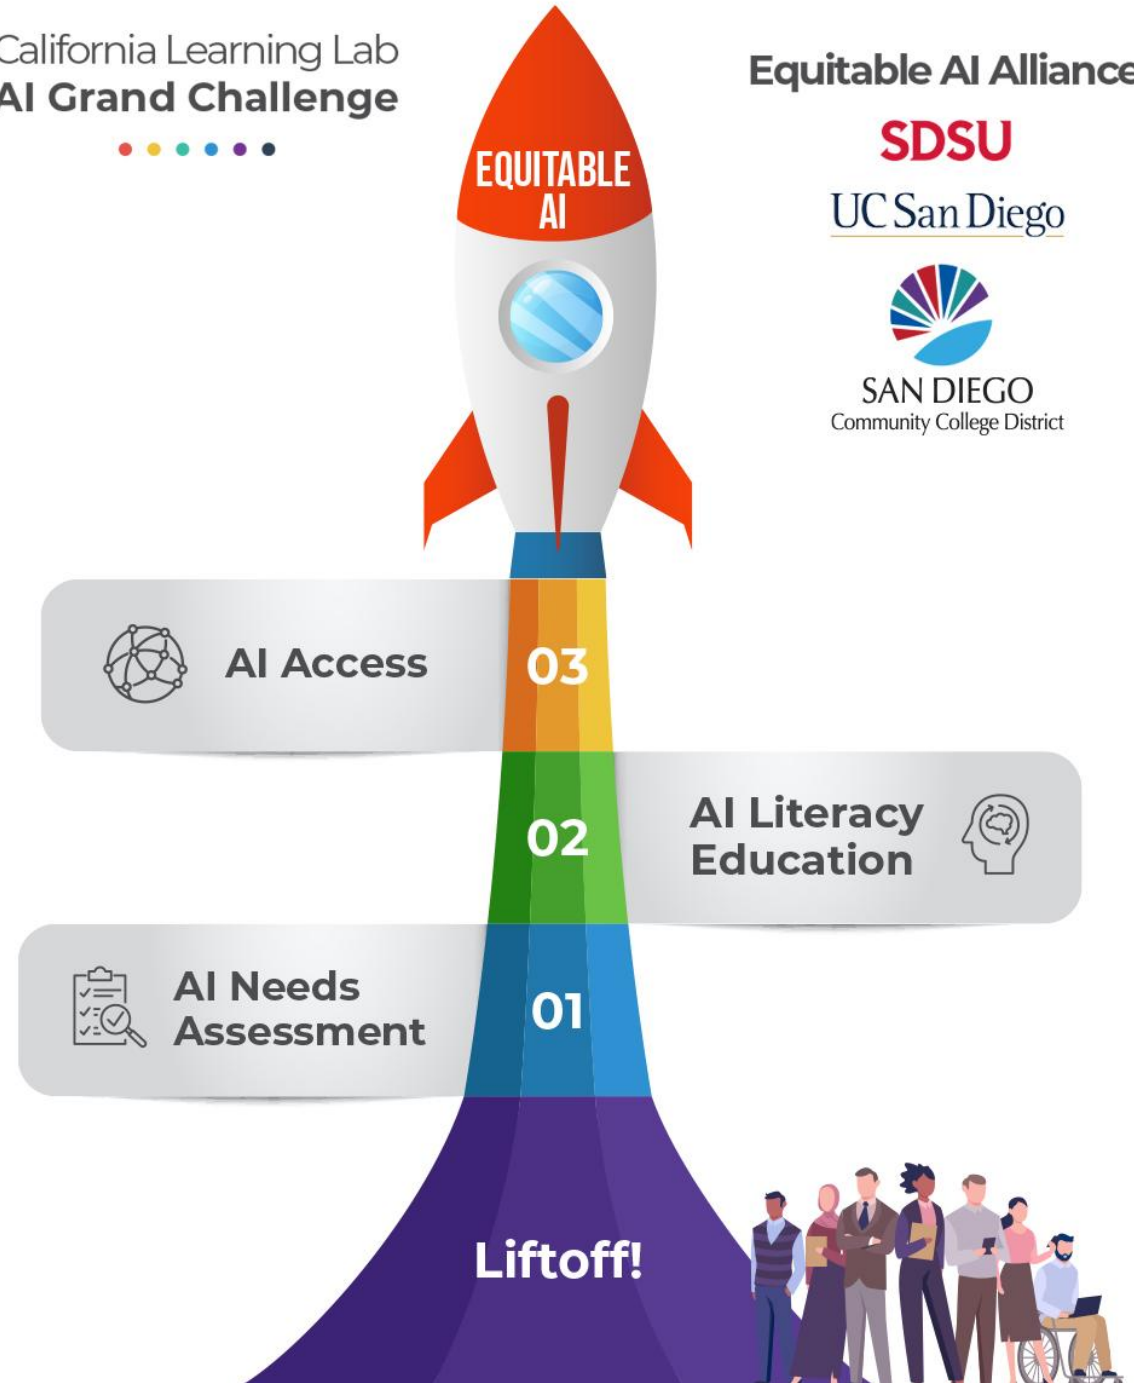 California Learning Lab
AI Grand Challenge
Equitable AI Alliance
SDSU
UC San Diego
SAN DIEGO
Community College District
EQUITABLE
AI
AI Access
03
02
AI Literacy
Education
AI Needs
Assessment
01
Liftoff!